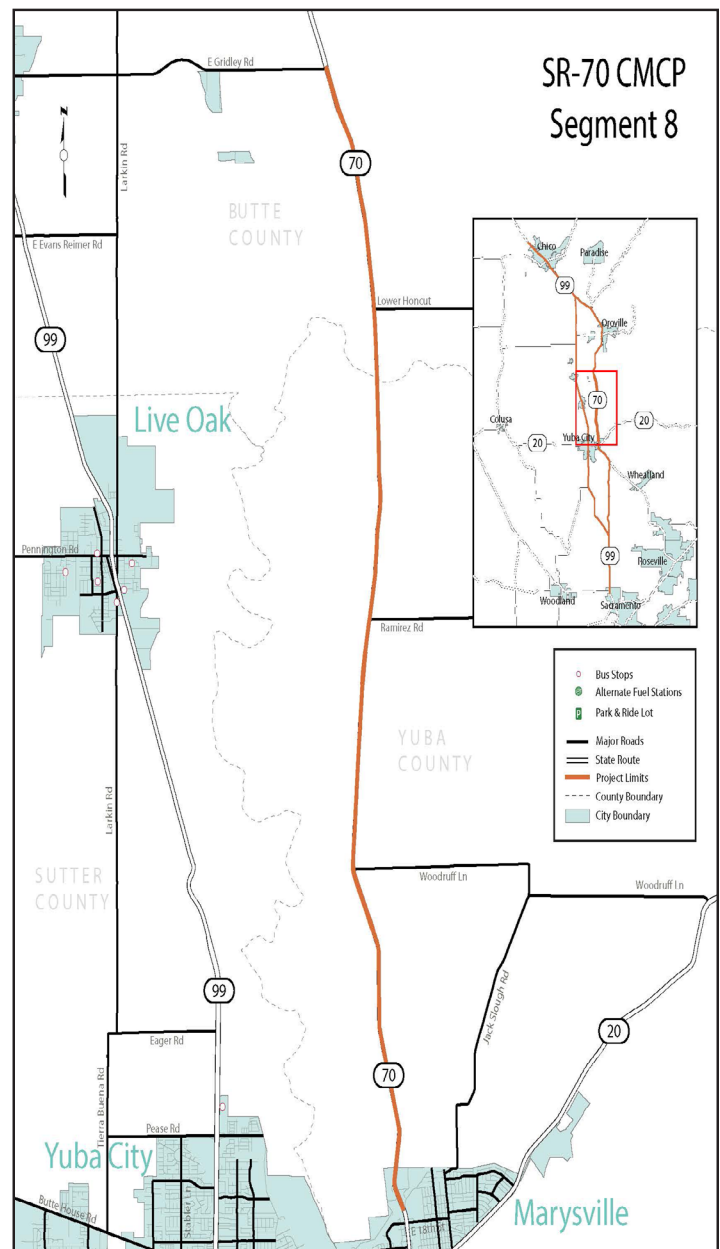 SR-70 CMCP
Segment 8
E Gridley Rd
70
Larkin Rd
BUTTE
COUNTY
E Evans Reimer Rd
Lower Honcut
99
Live Oak
Pennington Rd
Ramirez Rd
YUBA
COUNTY
Larkin Rd
SUTTER
COUNTY
Woodruff Ln
Woodruff Ln
99
Jack Slough Rd
20
Eager Rd
70
Tierra Buena Rd
Pease Rd
Yuba City
Stabler Ln
Butte House Rd
E 18th St
Marysville
Chico
Paradise
99
Oroville
70
Colusa
20
20
Yuba City
Wheatland
99
Roseville
Woodland
Sacramento
Bus Stops
Alternate Fuel Stations
P Park & Ride Lot
Major Roads
State Route
Project Limits
County Boundary
City Boundary